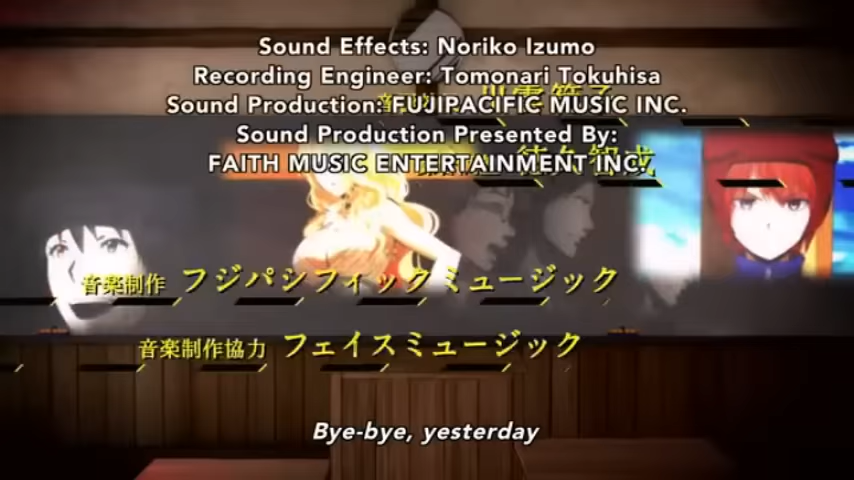 Sound Effects: Noriko Izumo
Recording Engineer: Tomonari Tokuhisa
Sound Production: FUJIPACIFIC MUSIC INC.
Sound Production Presented By:
FAITH MUSIC ENTERTAINMENT INC.
音楽制作 フジパシフィックミュージック
音楽制作協力 フェイスミュージック
Bye-bye, yesterday